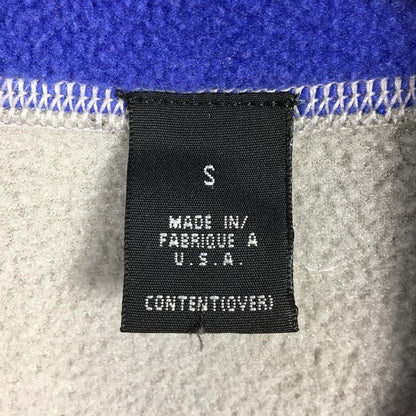 S
MADE IN/
FABRIQUE A
U.S.A.
CONTENT(OVER)